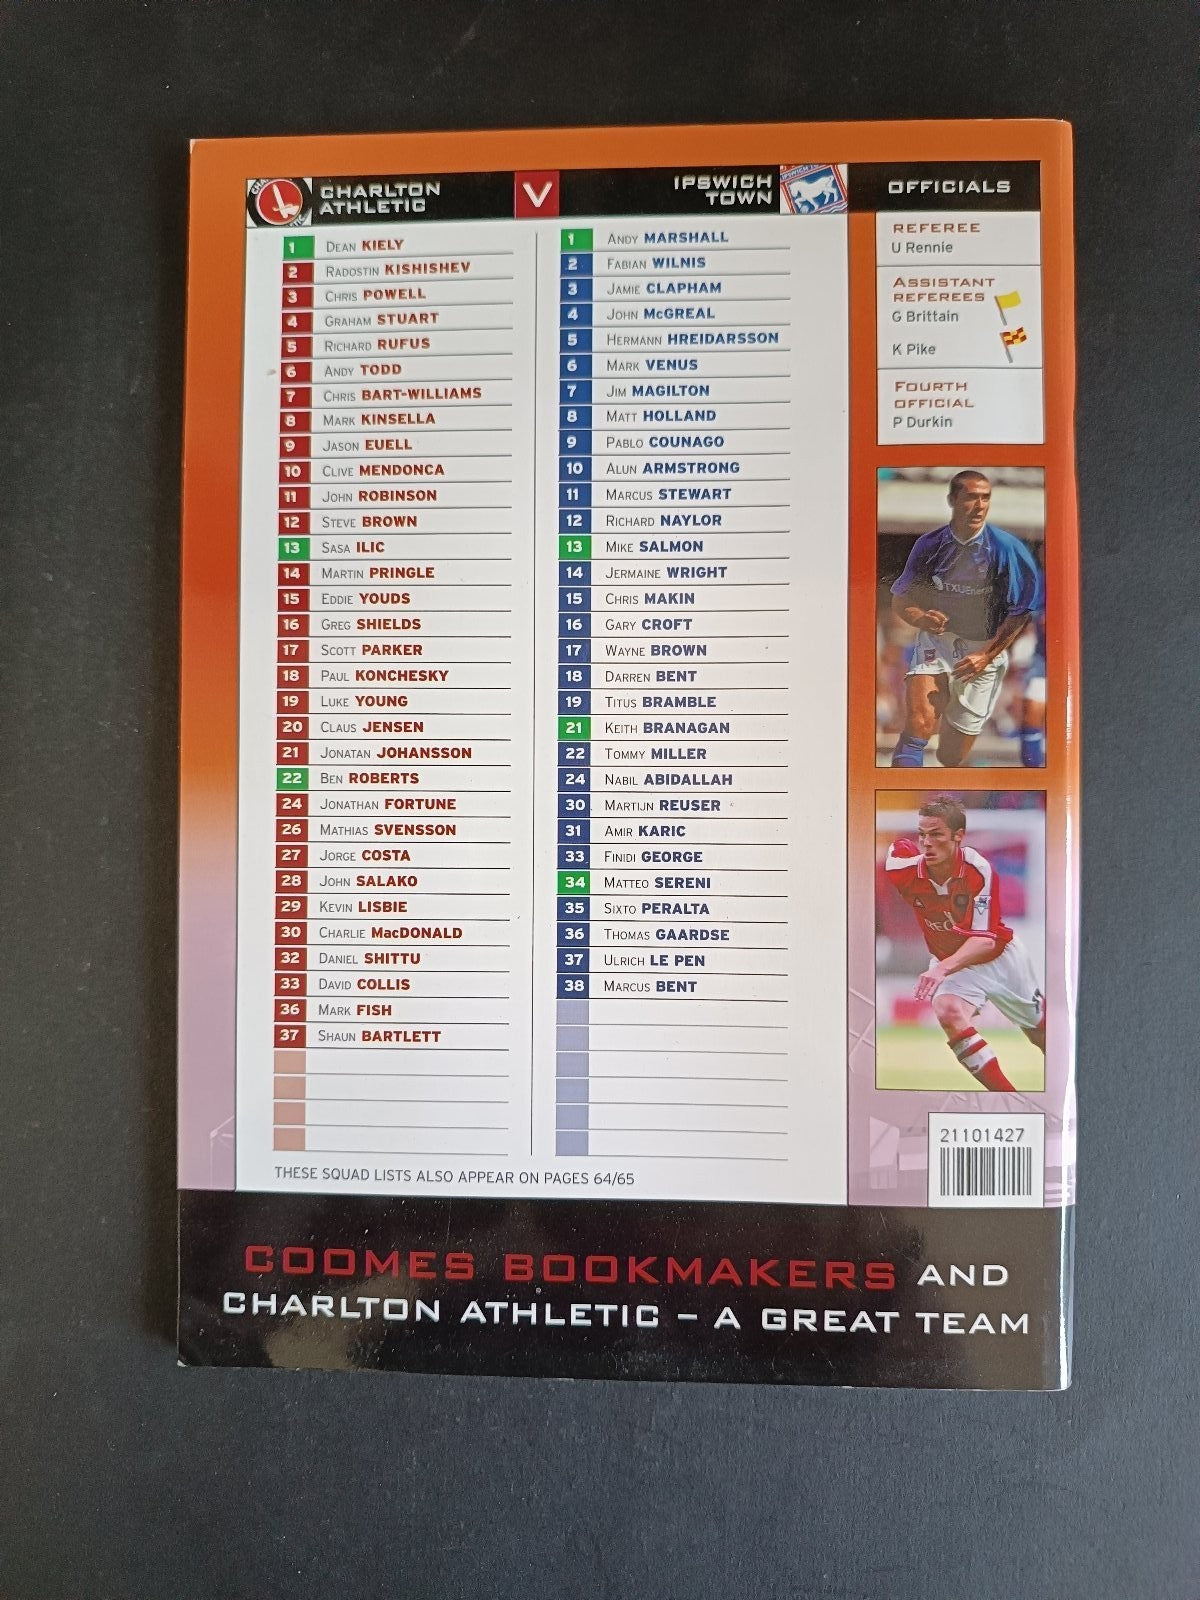 CHARLTON
ATHLETIC
V
IPSWICH
TOWN
1 DEAN KIELY
2 RADOSTIN KISHISHEV
3 CHRIS POWELL
4 GRAHAM STUART
5 RICHARD RUFUS
6 ANDY TODD
7 CHRIS BART-WILLIAMS
8 MARK KINSELLA
9 JASON EUELL
10 CLIVE MENDONCA
11 JOHN ROBINSON
12 STEVE BROWN
13 SASA ILIC
14 MARTIN PRINGLE
15 EDDIE YOUDS
16 GREG SHIELDS
17 SCOTT PARKER
18 PAUL KONCHESKY
19 LUKE YOUNG
20 CLAUS JENSEN
21 JONATAN JOHANSSON
22 BEN ROBERTS
24 JONATHAN FORTUNE
26 MATHIAS SVENSSON
27 JORGE COSTA
28 JOHN SALAKO
29 KEVIN LISBIE
30 CHARLIE MacDONALD
32 DANIEL SHITTU
33 DAVID COLLIS
36 MARK FISH
37 SHAUN BARTLETT
1 ANDY MARSHALL
2 FABIAN WILNIS
3 JAMIE CLAPHAM
4 JOHN McGREAL
5 HERMANN HREIDARSSON
6 MARK VENUS
7 JIM MAGILTON
8 MATT HOLLAND
9 PABLO COUNAGO
10 ALUN ARMSTRONG
11 MARCUS STEWART
12 RICHARD NAYLOR
13 MIKE SALMON
14 JERMAINE WRIGHT
15 CHRIS MAKIN
16 GARY CROFT
17 WAYNE BROWN
18 DARREN BENT
19 TITUS BRAMBLE
21 KEITH BRANAGAN
22 TOMMY MILLER
24 NABIL ABIDALLAH
30 MARTIJN REUSER
31 AMIR KARIC
33 FINIDI GEORGE
34 MATTEO SERENI
35 SIXTO PERALTA
36 THOMAS GAARDSE
37 ULRICH LE PEN
38 MARCUS BENT
THESE SQUAD LISTS ALSO APPEAR ON PAGES 64/65
OFFICIALS
REFEREE
U Rennie
ASSISTANT
REFEREES
G Brittain
K Pike
FOURTH
OFFICIAL
P Durkin
TXUEnergi
21101427
COOMES BOOKMAKERS AND
CHARLTON ATHLETIC – A GREAT TEAM